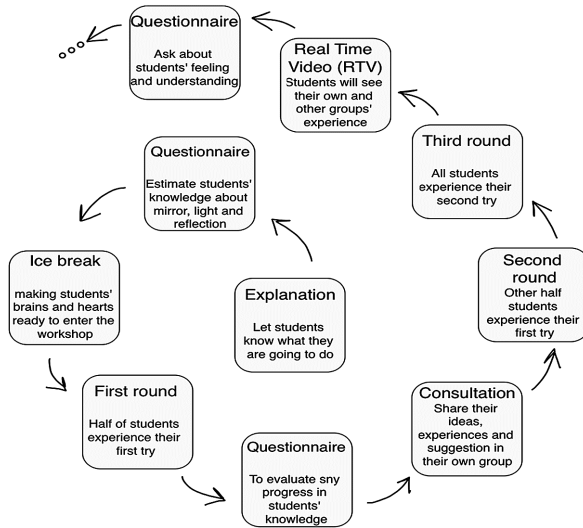 Questionnaire
Ask about
students' feeling
and understanding
Real Time
Video (RTV)
Students will see
their own and
other groups'
experience
Third round
All students
experience their
second try
Questionnaire
Estimate students'
knowledge about
mirror, light and
reflection
Ice break
making students'
brains and hearts
ready to enter the
workshop
Explanation
Let students
know what they
are going to do
Second
round
Other half
students
experience their
first try
First round
Half of students
experience their
first try
Consultation
Share their
ideas,
experiences and
suggestion in
their own group
Questionnaire
To evaluate sny
progress in
students'
knowledge